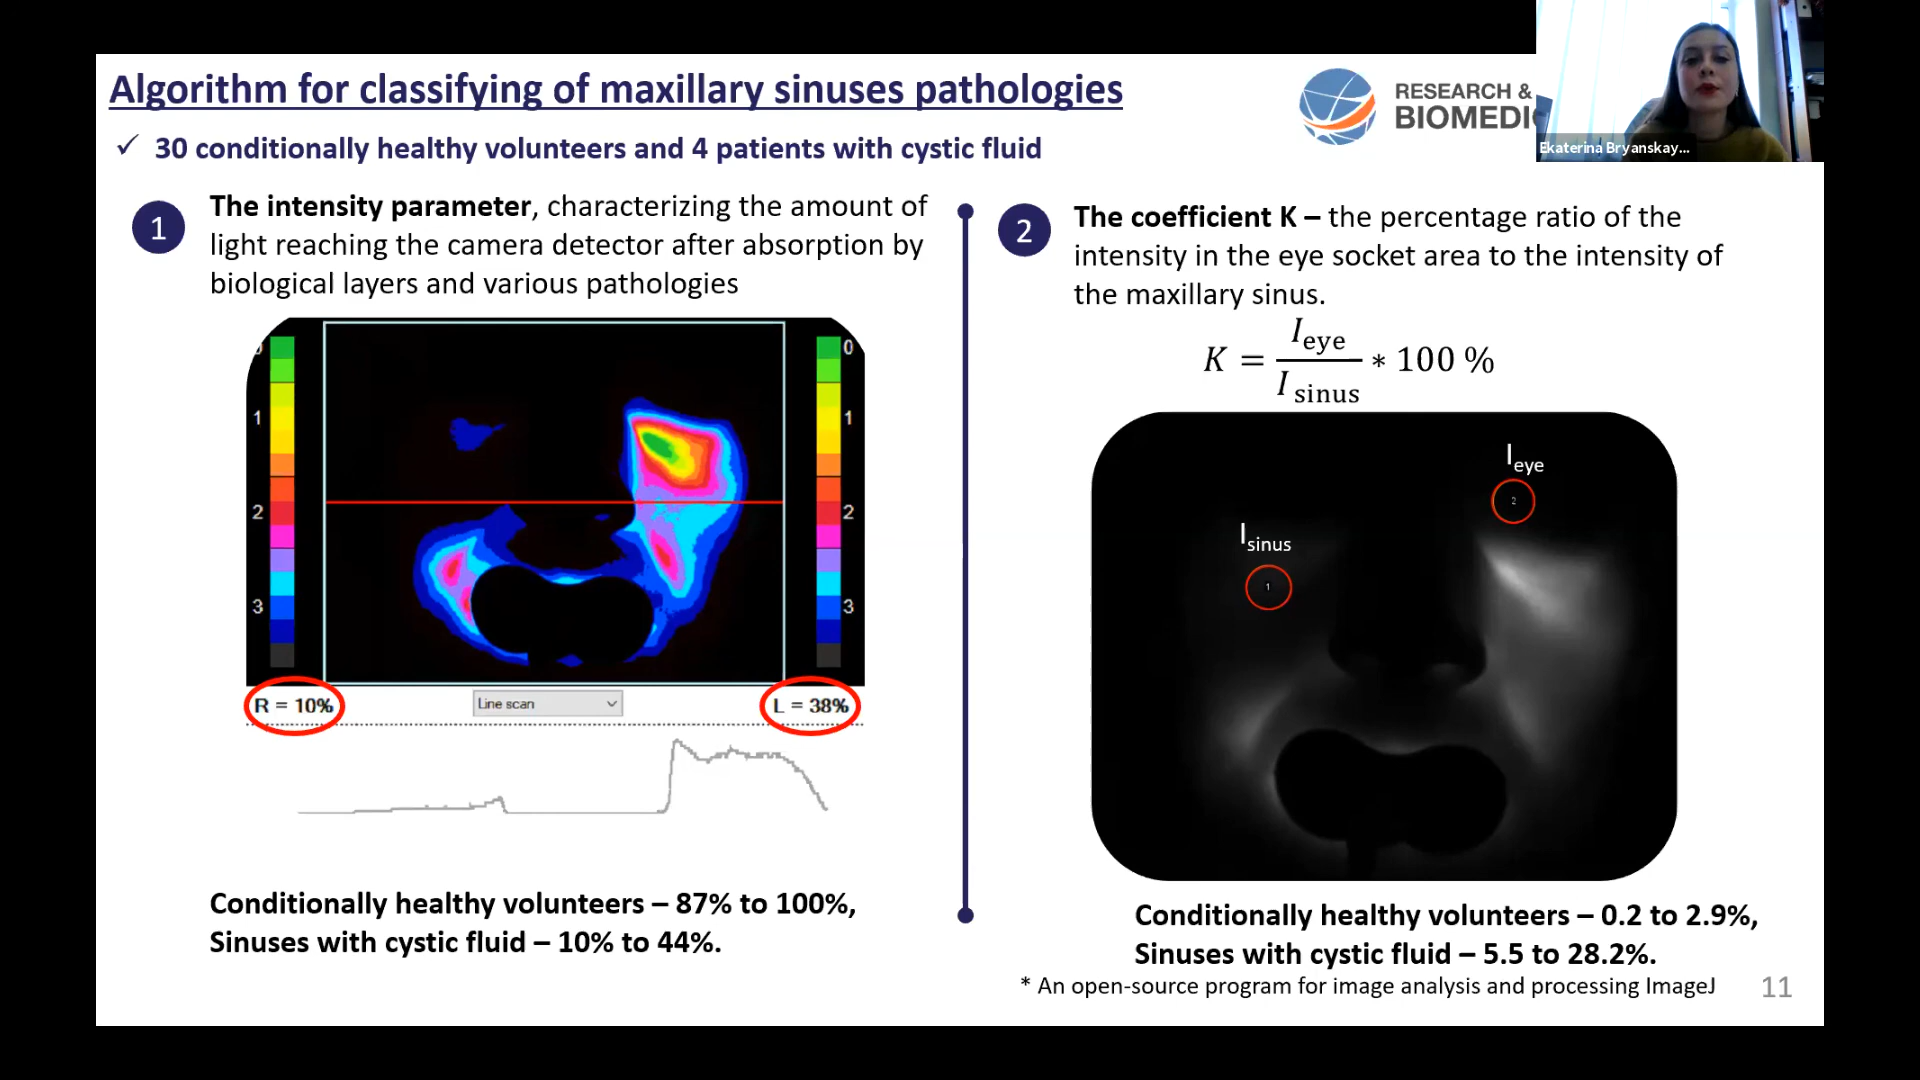 Algorithm for classifying of maxillary sinuses pathologies
✓ 30 conditionally healthy volunteers and 4 patients with cystic fluid
RESEARCH &
BIOMEDI
Ekaterina Bryanskay...
1
The intensity parameter, characterizing the amount of
light reaching the camera detector after absorption by
biological layers and various pathologies
0
1
2
3
0
1
2
3
R = 10%
Line scan
L = 38%
Conditionally healthy volunteers – 87% to 100%,
Sinuses with cystic fluid – 10% to 44%.
2
The coefficient K – the percentage ratio of the
intensity in the eye socket area to the intensity of
the maxillary sinus.
K = I eye / I sinus * 100 %
I eye
2
I sinus
1
Conditionally healthy volunteers – 0.2 to 2.9%,
Sinuses with cystic fluid – 5.5 to 28.2%.
* An open-source program for image analysis and processing ImageJ
11